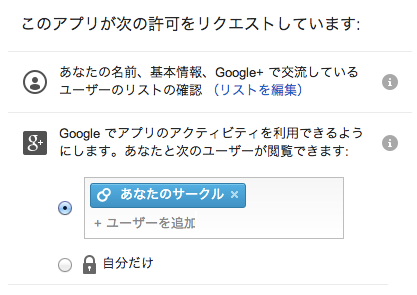 このアプリが次の許可をリクエストしています:
あなたの名前、基本情報、Google+ で交流している
ユーザーのリストの確認 （リストを編集）
Google でアプリのアクティビティを利用できるよう
にします。あなたと次のユーザーが閲覧できます:
あなたのサークル ×
+ ユーザーを追加
自分だけ